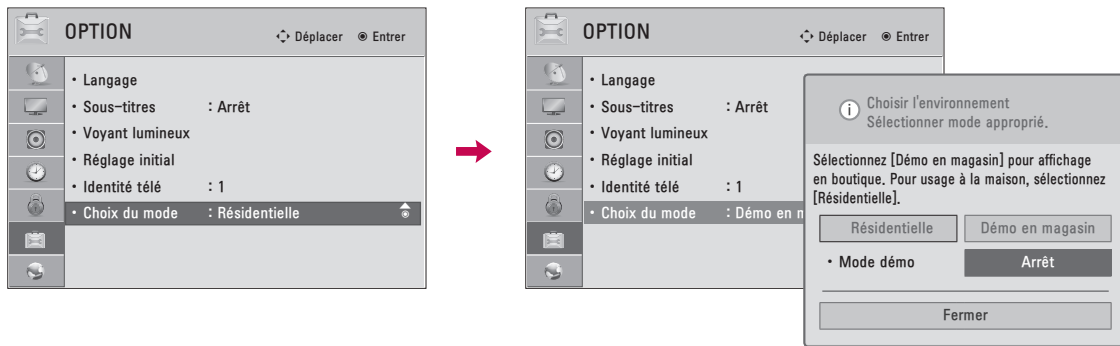 OPTION
Déplacer
Entrer
• Langage
• Sous-titres : Arrêt
• Voyant lumineux
• Réglage initial
• Identité télé : 1
• Choix du mode : Résidentielle
OPTION
Déplacer
Entrer
• Langage
• Sous-titres : Arrêt
• Voyant lumineux
• Réglage initial
• Identité télé : 1
• Choix du mode : Démo en
i
Choisir l'environnement
Sélectionner mode approprié.
Sélectionnez [Démo en magasin] pour affichage
en boutique. Pour usage à la maison, sélectionnez
[Résidentielle].
Résidentielle
Démo en magasin
• Mode démo
Arrêt
Fermer